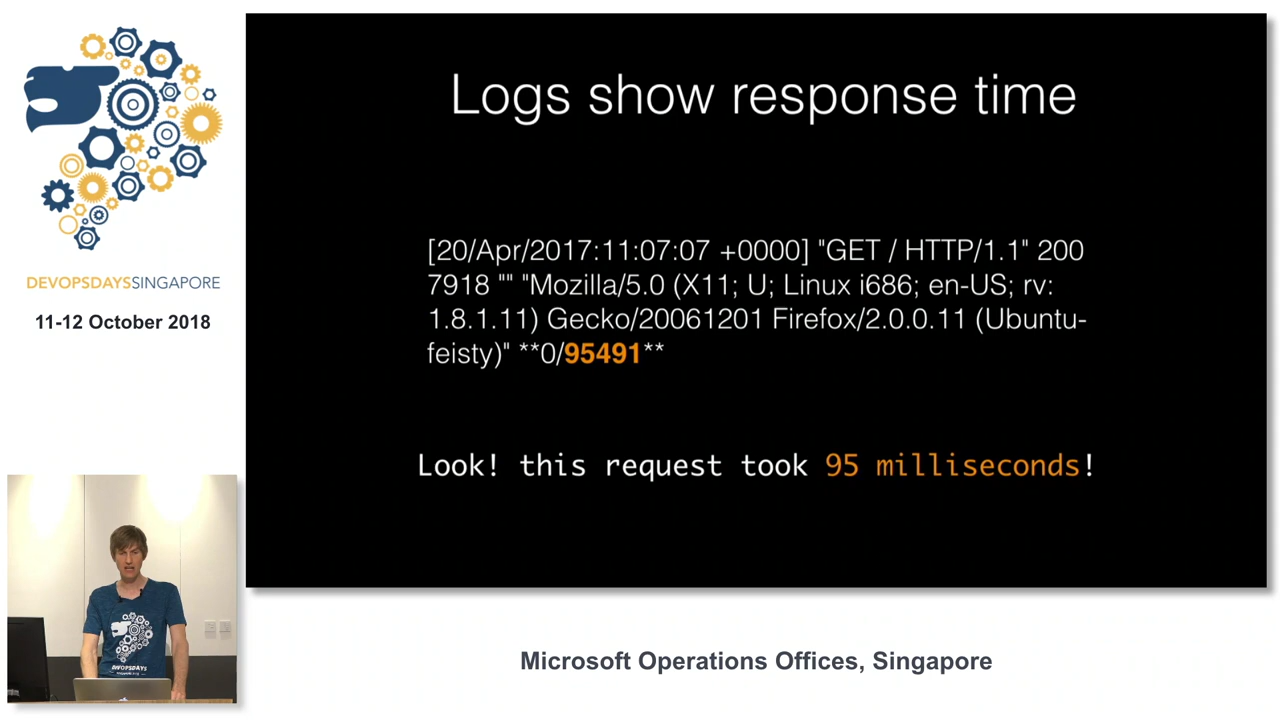 DEVOPSDAYSSINGAPORE
11-12 October 2018
Logs show response time
[20/Apr/2017:11:07:07 +0000] "GET / HTTP/1.1" 200
7918 "" "Mozilla/5.0 (X11; U; Linux i686; en-US; rv:
1.8.1.11) Gecko/20061201 Firefox/2.0.0.11 (Ubuntu-
feisty)" **0/95491**
Look! this request took 95 milliseconds!
DEVOPSDAYS
Microsoft Operations Offices, Singapore